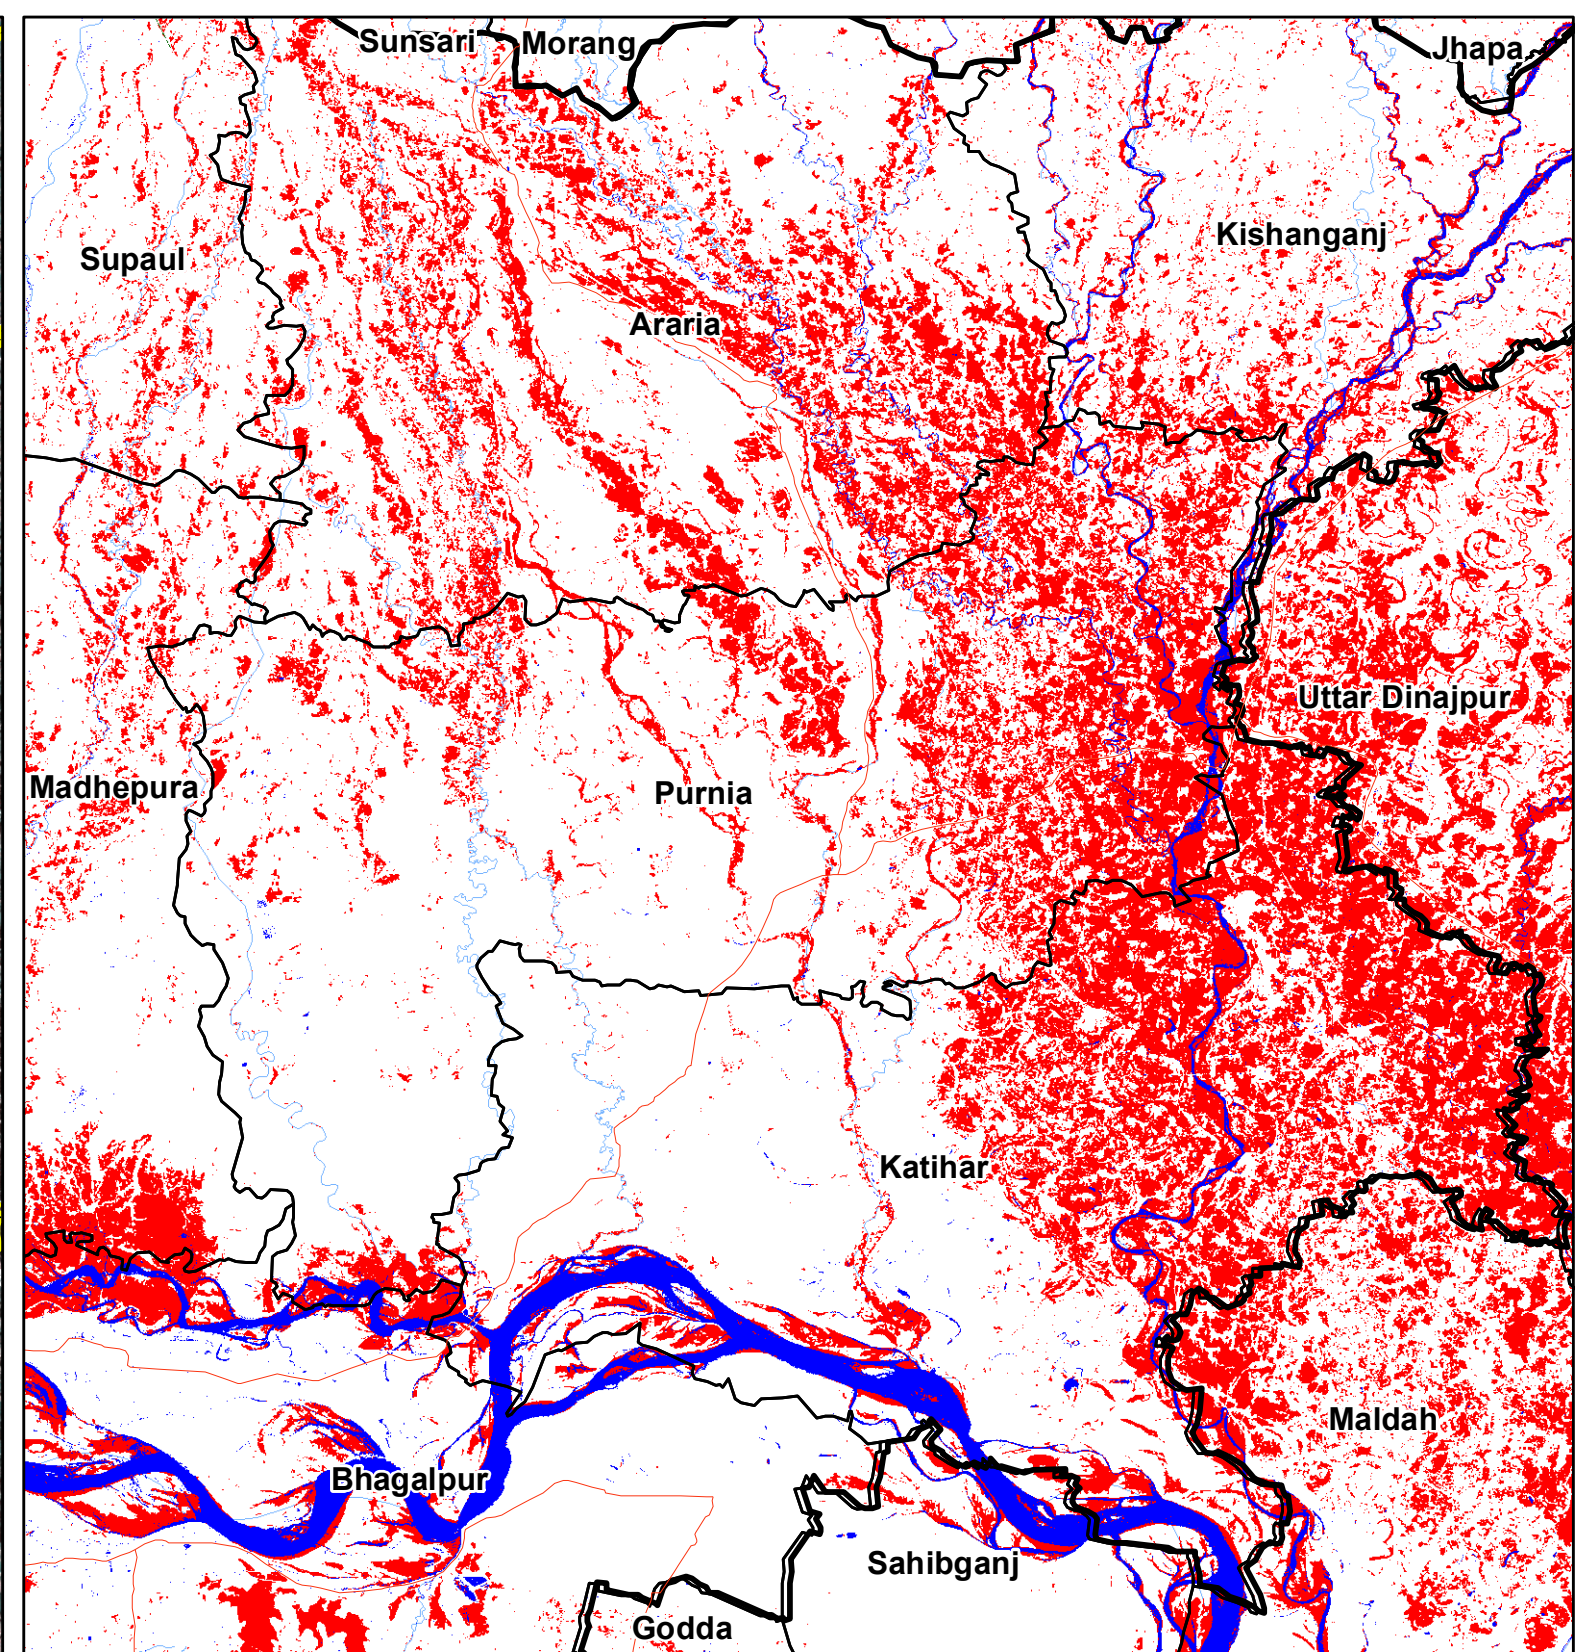 Sunsari
Morang
Jhapa
Supaul
Kishanganj
Araria
Uttar Dinajpur
Madhepura
Purnia
Katihar
Maldah
Bhagalpur
Sahibganj
Godda